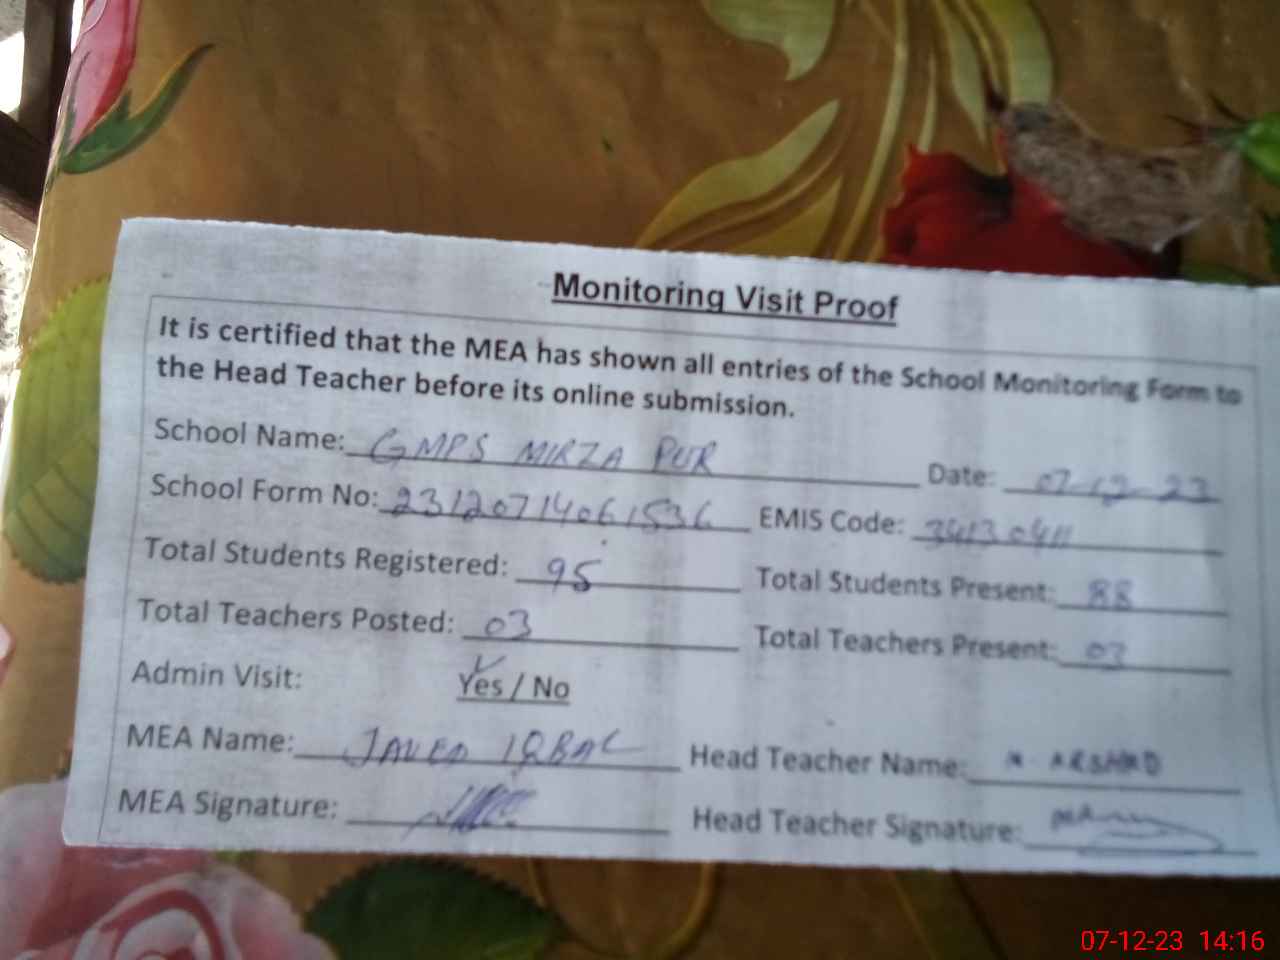 Monitoring Visit Proof
It is certified that the MEA has shown all entries of the School Monitoring Form to
the Head Teacher before its online submission.
School Name: GMPS MIRZA PUR Date: 07-12-23
School Form No: 23120714061536 EMIS Code: 34130411
Total Students Registered: 95 Total Students Present: 88
Total Teachers Posted: 03 Total Teachers Present: 03
Admin Visit: Yes / No
MEA Name: JAVED IQBAL Head Teacher Name: M. ARSHAD
MEA Signature: Head Teacher Signature:
07-12-23 14:16